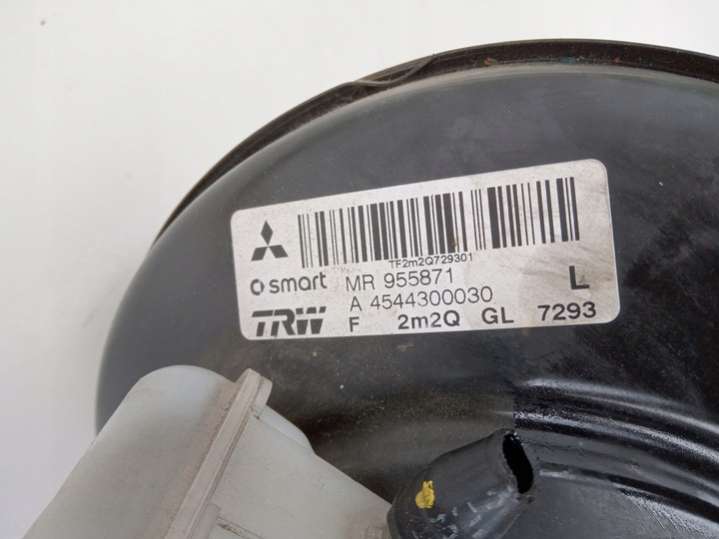 TF2m2Q729301
smart MR 955871
A 4544300030 L
TRW F 2m2Q GL 7293